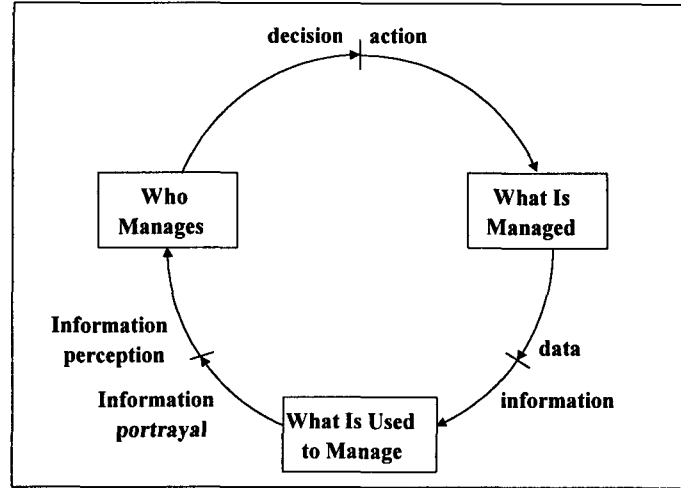 decision action
Who
Manages
What Is
Managed
Information
perception
data
Information
portrayal
information
What Is Used
to Manage